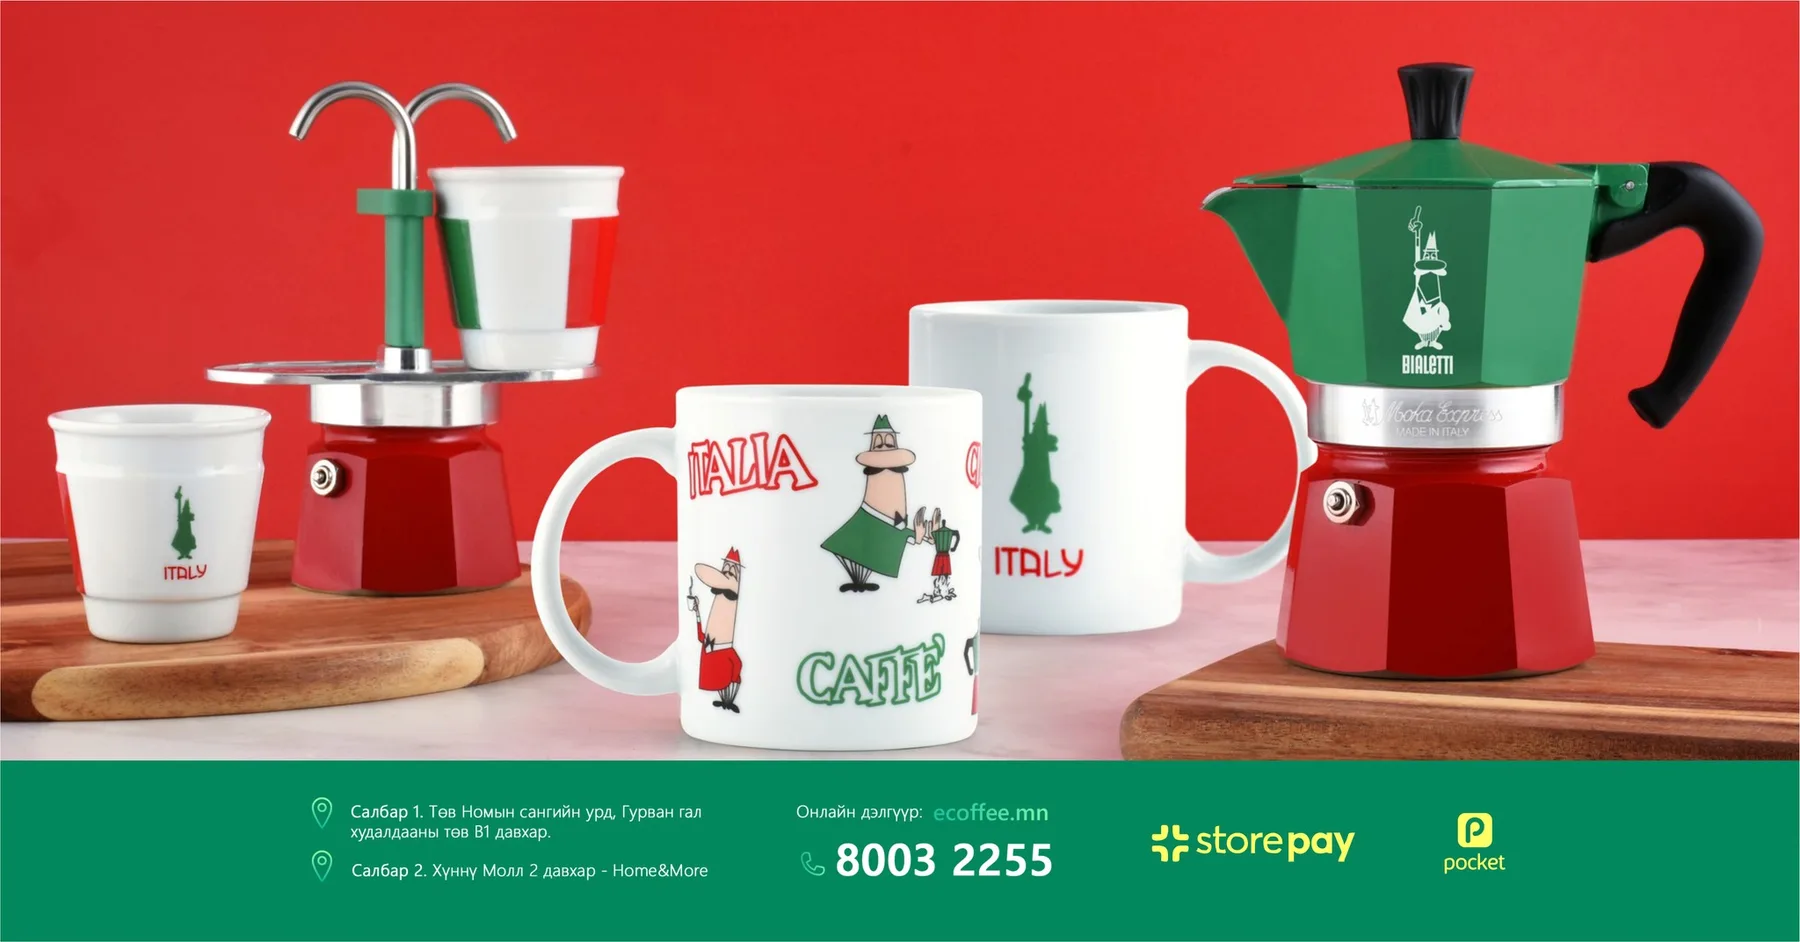 ITALY
ITALIA
CAFFE'
ITALY
BIALETTI
Moka Express
MADE IN ITALY
Салбар 1. Төв Номын сангийн урд, Гурван гал
худалдааны төв B1 давхар.
Салбар 2. Хүннү Молл 2 давхар - Home&More
Онлайн дэлгүүр: ecoffee.mn
8003 2255
storepay
pocket